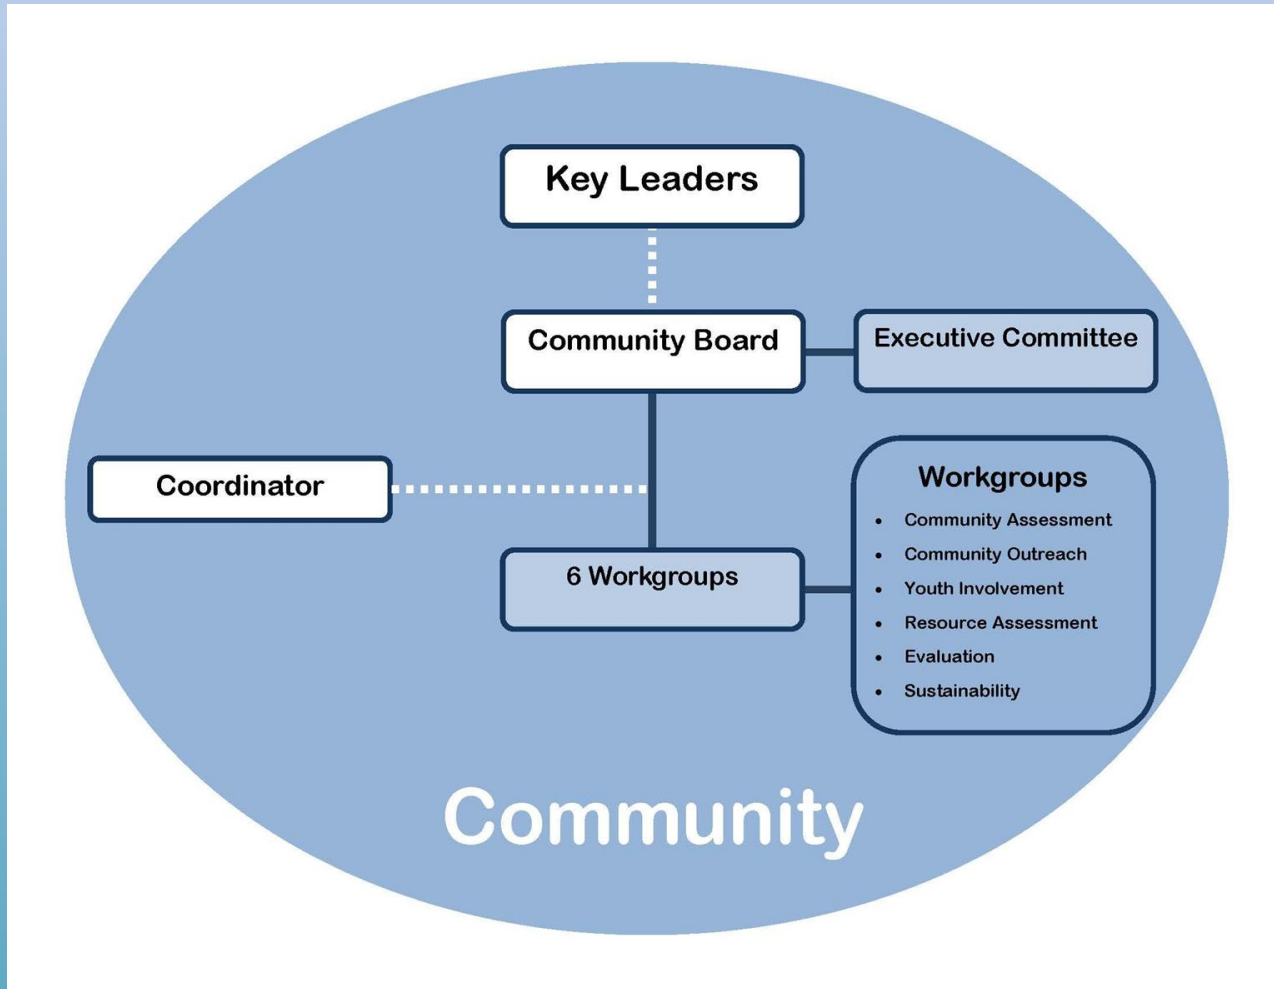 Key Leaders
Community Board
Executive Committee
Coordinator
6 Workgroups
Workgroups
• Community Assessment
• Community Outreach
• Youth Involvement
• Resource Assessment
• Evaluation
• Sustainability
Community